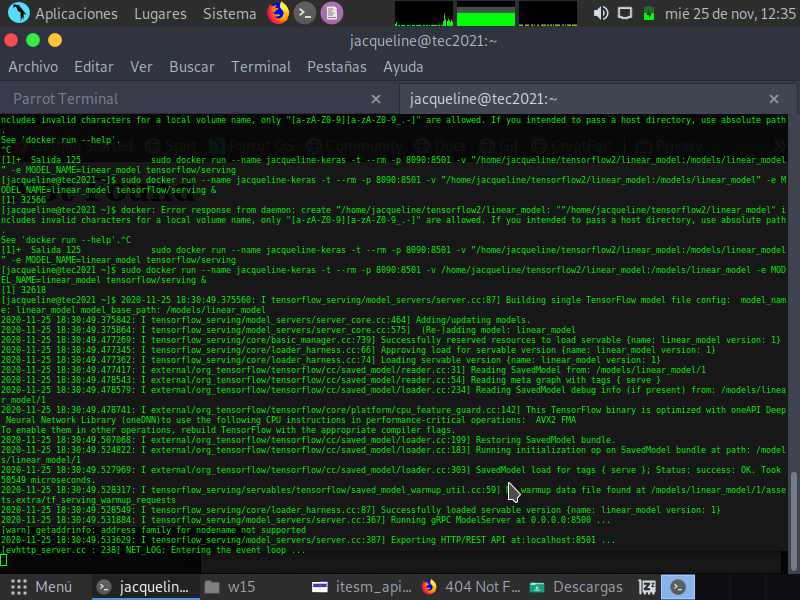 Aplicaciones Lugares Sistema mié 25 de nov, 12:35
jacqueline@tec2021:~
Archivo Editar Ver Buscar Terminal Pestañas Ayuda
Parrot Terminal × jacqueline@tec2021:~ ×
ncludes invalid characters for a local volume name, only "[a-zA-Z0-9][a-zA-Z0-9_.-]" are allowed. If you intended to pass a host directory, use absolute path
.
See 'docker run --help'.
^C
[1]+ Salida 125 sudo docker run --name jacqueline-keras -t --rm -p 8090:8501 -v "/home/jacqueline/tensorflow2/linear_model:/models/linear_model
" -e MODEL_NAME=linear_model tensorflow/serving
[jacqueline@tec2021 ~]$ sudo docker run --name jacqueline-keras -t --rm -p 8090:8501 -v "/home/jacqueline/tensorflow2/linear_model:/models/linear_model" -e M
ODEL_NAME=linear_model tensorflow/serving &
[1] 32566
[jacqueline@tec2021 ~]$ docker: Error response from daemon: create "/home/jacqueline/tensorflow2/linear_model: ""/home/jacqueline/tensorflow2/linear_model" i
ncludes invalid characters for a local volume name, only "[a-zA-Z0-9][a-zA-Z0-9_.-]" are allowed. If you intended to pass a host directory, use absolute path
.
See 'docker run --help'.^C
[1]+ Salida 125 sudo docker run --name jacqueline-keras -t --rm -p 8090:8501 -v "/home/jacqueline/tensorflow2/linear_model:/models/linear_model
" -e MODEL_NAME=linear_model tensorflow/serving
[jacqueline@tec2021 ~]$ sudo docker run --name jacqueline-keras -t --rm -p 8090:8501 -v /home/jacqueline/tensorflow2/linear_model:/models/linear_model -e MOD
EL_NAME=linear_model tensorflow/serving &
[1] 32618
[jacqueline@tec2021 ~]$ 2020-11-25 18:30:49.375560: I tensorflow_serving/model_servers/server.cc:87] Building single TensorFlow model file config: model_nam
e: linear_model model_base_path: /models/linear_model
2020-11-25 18:30:49.375842: I tensorflow_serving/model_servers/server_core.cc:464] Adding/updating models.
2020-11-25 18:30:49.375864: I tensorflow_serving/model_servers/server_core.cc:575] (Re-)adding model: linear_model
2020-11-25 18:30:49.477269: I tensorflow_serving/core/basic_manager.cc:739] Successfully reserved resources to load servable {name: linear_model version: 1}
2020-11-25 18:30:49.477345: I tensorflow_serving/core/loader_harness.cc:66] Approving load for servable version {name: linear_model version: 1}
2020-11-25 18:30:49.477362: I tensorflow_serving/core/loader_harness.cc:74] Loading servable version {name: linear_model version: 1}
2020-11-25 18:30:49.477417: I external/org_tensorflow/tensorflow/cc/saved_model/reader.cc:31] Reading SavedModel from: /models/linear_model/1
2020-11-25 18:30:49.478543: I external/org_tensorflow/tensorflow/cc/saved_model/reader.cc:54] Reading meta graph with tags { serve }
2020-11-25 18:30:49.478579: I external/org_tensorflow/tensorflow/cc/saved_model/loader.cc:234] Reading SavedModel debug info (if present) from: /models/linea
r_model/1
2020-11-25 18:30:49.478741: I external/org_tensorflow/tensorflow/core/platform/cpu_feature_guard.cc:142] This TensorFlow binary is optimized with oneAPI Deep
Neural Network Library (oneDNN)to use the following CPU instructions in performance-critical operations: AVX2 FMA
To enable them in other operations, rebuild TensorFlow with the appropriate compiler flags.
2020-11-25 18:30:49.507068: I external/org_tensorflow/tensorflow/cc/saved_model/loader.cc:199] Restoring SavedModel bundle.
2020-11-25 18:30:49.524822: I external/org_tensorflow/tensorflow/cc/saved_model/loader.cc:183] Running initialization op on SavedModel bundle at path: /model
s/linear_model/1
2020-11-25 18:30:49.527969: I external/org_tensorflow/tensorflow/cc/saved_model/loader.cc:303] SavedModel load for tags { serve }; Status: success: OK. Took
50549 microseconds.
2020-11-25 18:30:49.528317: I tensorflow_serving/servables/tensorflow/saved_model_warmup_util.cc:59] warmup data file found at /models/linear_model/1/asse
ts.extra/tf_serving_warmup_requests
2020-11-25 18:30:49.528549: I tensorflow_serving/core/loader_harness.cc:87] Successfully loaded servable version {name: linear_model version: 1}
2020-11-25 18:30:49.531884: I tensorflow_serving/model_servers/server.cc:367] Running gRPC ModelServer at 0.0.0.0:8500 ...
[warn] getaddrinfo: address family for nodename not supported
2020-11-25 18:30:49.533629: I tensorflow_serving/model_servers/server.cc:387] Exporting HTTP/REST API at:localhost:8501 ...
[evhttp_server.cc : 238] NET_LOG: Entering the event loop ...
Menú jacquelin... w15 itesm_api... 404 Not F... Descargas